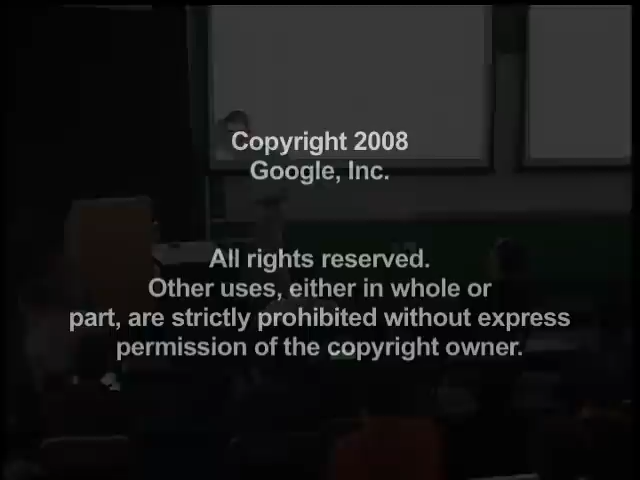 Copyright 2008
Google, Inc.
All rights reserved.
Other uses, either in whole or
part, are strictly prohibited without express
permission of the copyright owner.